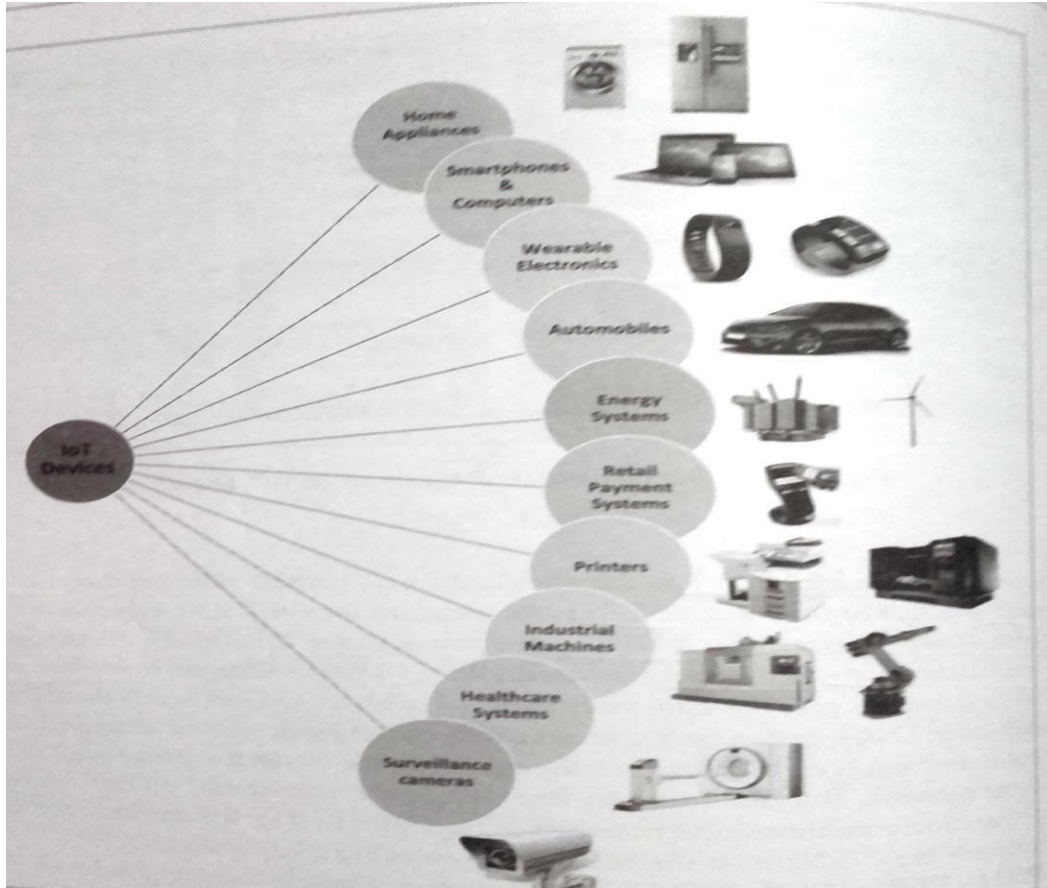 Home
Appliances
Smartphones
&
Computers
Wearable
Electronics
Automobiles
Energy
Systems
IoT
Devices
Retail
Payment
Systems
Printers
Industrial
Machines
Healthcare
Systems
Surveillance
cameras